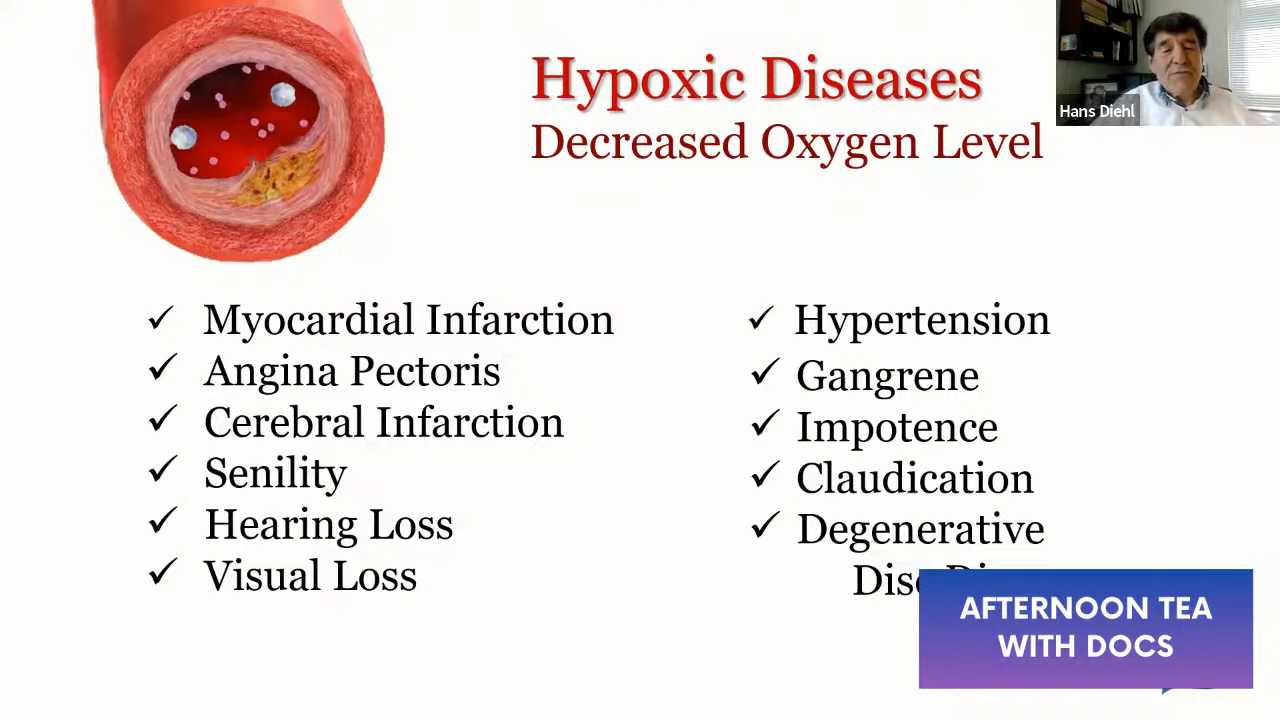 Hypoxic Diseases
Decreased Oxygen Level
Hans Diehl
✓ Myocardial Infarction
✓ Angina Pectoris
✓ Cerebral Infarction
✓ Senility
✓ Hearing Loss
✓ Visual Loss
✓ Hypertension
✓ Gangrene
✓ Impotence
✓ Claudication
✓ Degenerative
Disc
AFTERNOON TEA
WITH DOCS